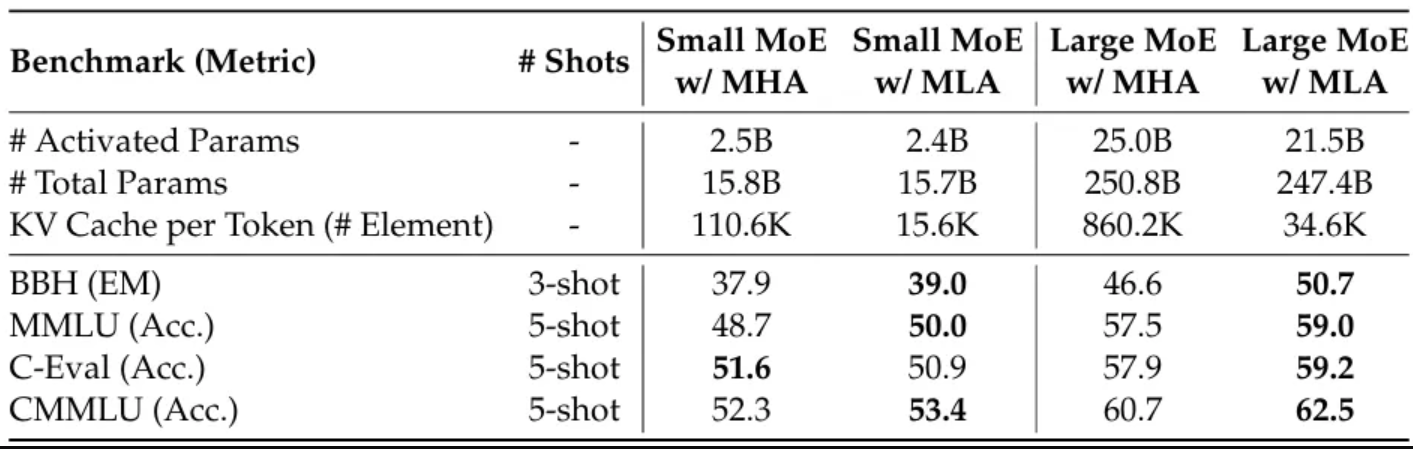 Benchmark (Metric) # Shots Small MoE w/ MHA Small MoE w/ MLA Large MoE w/ MHA Large MoE w/ MLA
# Activated Params - 2.5B 2.4B 25.0B 21.5B
# Total Params - 15.8B 15.7B 250.8B 247.4B
KV Cache per Token (# Element) - 110.6K 15.6K 860.2K 34.6K
BBH (EM) 3-shot 37.9 39.0 46.6 50.7
MMLU (Acc.) 5-shot 48.7 50.0 57.5 59.0
C-Eval (Acc.) 5-shot 51.6 50.9 57.9 59.2
CMMLU (Acc.) 5-shot 52.3 53.4 60.7 62.5